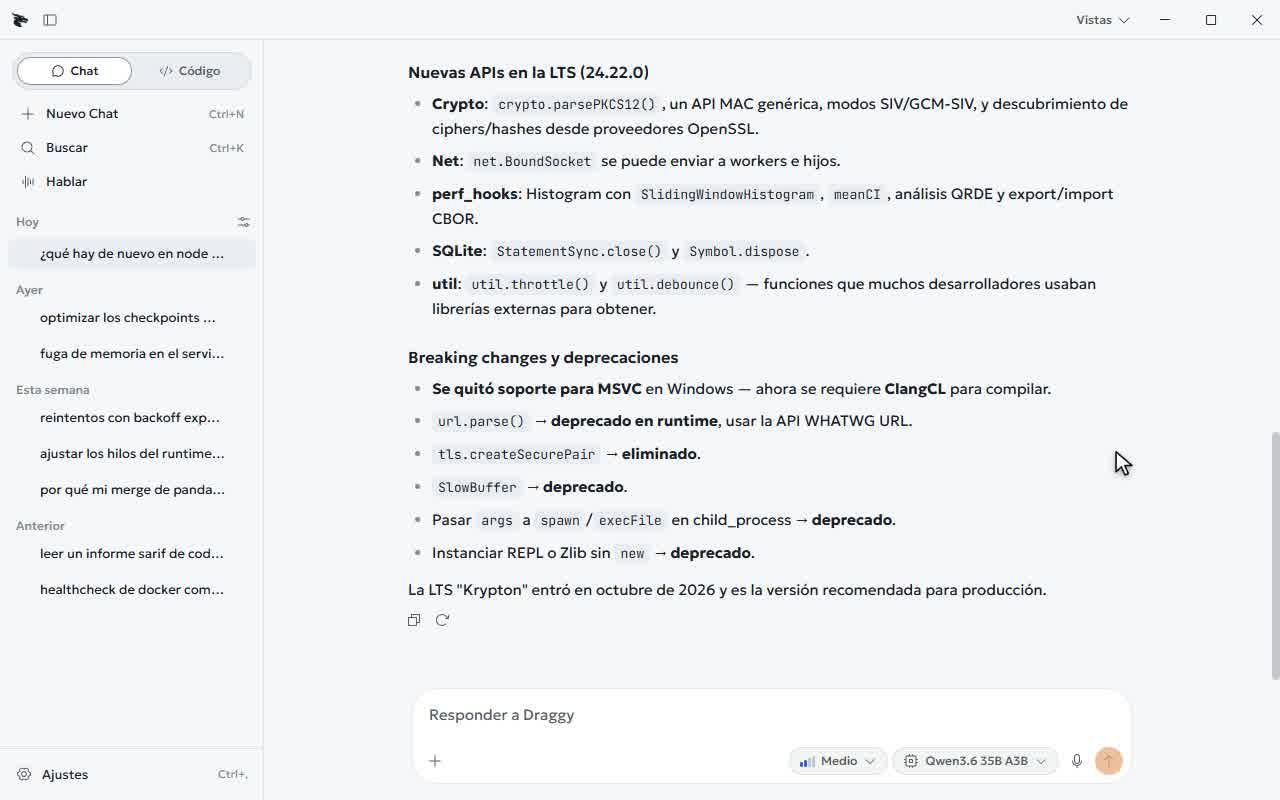 Vistas
Chat
Código
Nuevo Chat Ctrl+N
Buscar Ctrl+K
Hablar
Hoy
¿qué hay de nuevo en node ...
Ayer
optimizar los checkpoints ...
fuga de memoria en el servi...
Esta semana
reintentos con backoff exp...
ajustar los hilos del runtime...
por qué mi merge de panda...
Anterior
leer un informe sarif de cod...
healthcheck de docker com...
Ajustes Ctrl+,
Nuevas APIs en la LTS (24.22.0)
Crypto: crypto.parsePKCS12() , un API MAC genérica, modos SIV/GCM-SIV, y descubrimiento de
ciphers/hashes desde proveedores OpenSSL.
Net: net.BoundSocket se puede enviar a workers e hijos.
perf_hooks: Histogram con SlidingWindowHistogram , meanCI , análisis QRDE y export/import
CBOR.
SQLite: StatementSync.close() y Symbol.dispose .
util: util.throttle() y util.debounce() — funciones que muchos desarrolladores usaban
librerías externas para obtener.
Breaking changes y deprecaciones
Se quitó soporte para MSVC en Windows — ahora se requiere ClangCL para compilar.
url.parse() → deprecado en runtime, usar la API WHATWG URL.
tls.createSecurePair → eliminado.
SlowBuffer → deprecado.
Pasar args a spawn / execFile en child_process → deprecado.
Instanciar REPL o Zlib sin new → deprecado.
La LTS "Krypton" entró en octubre de 2026 y es la versión recomendada para producción.
Responder a Draggy
Medio
Qwen3.6 35B A3B